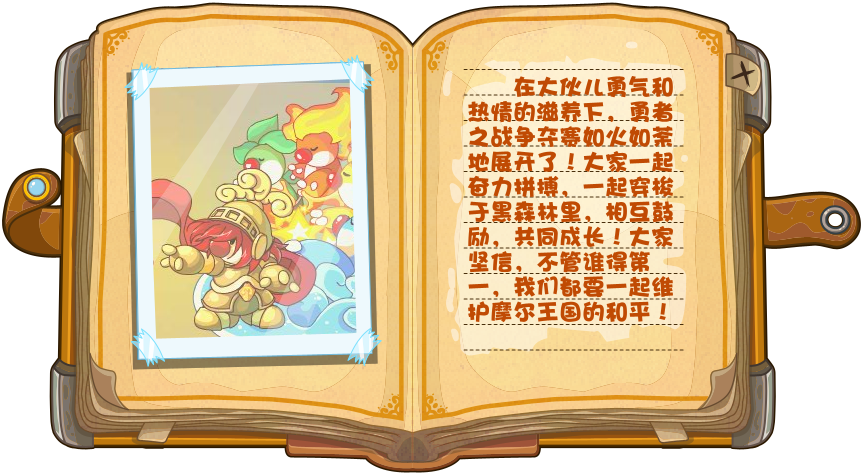 在大伙儿勇气和
热情的滋养下，勇者
之战争夺赛如火如荼
地展开了！大家一起
奋力拼搏，一起穿梭
于黑森林里，相互鼓
励，共同成长！大家
坚信，不管谁得第
一，我们都要一起维
护摩尔王国的和平！